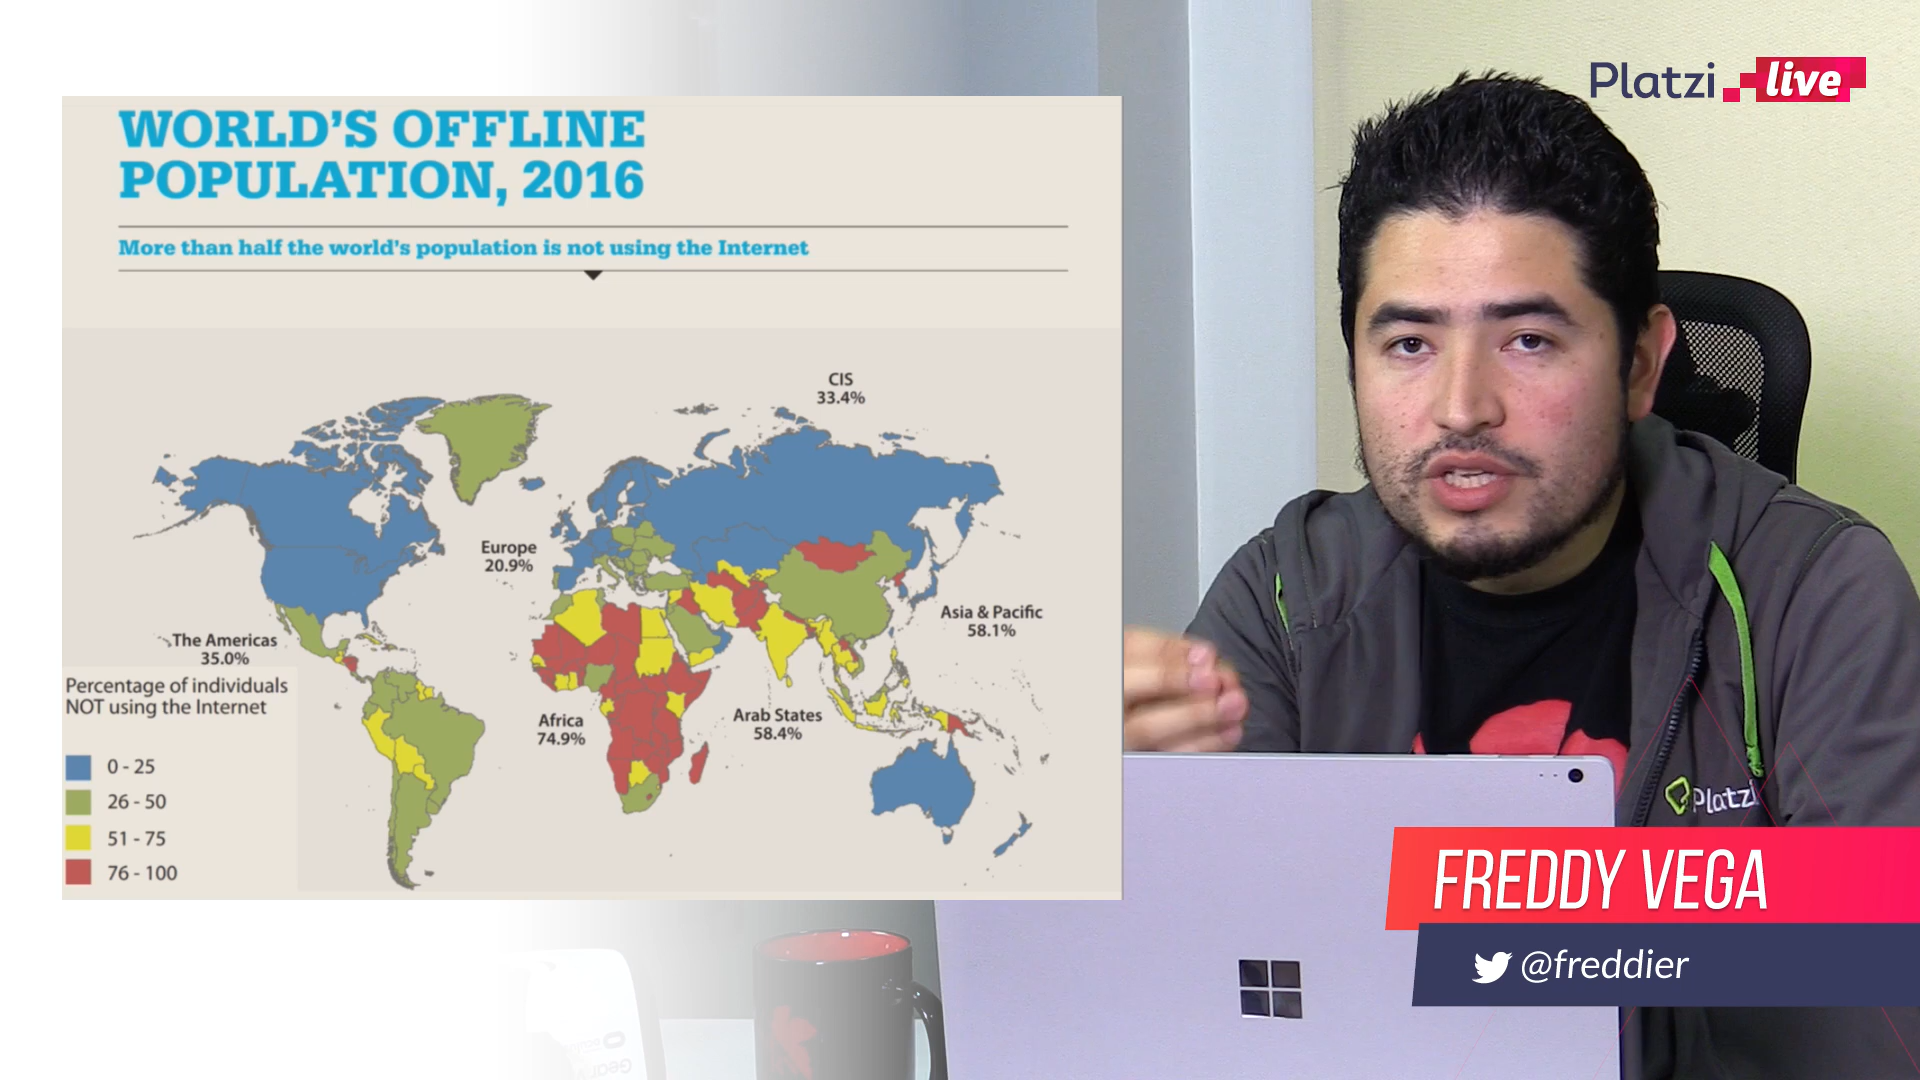 Platzi live
WORLD'S OFFLINE
POPULATION, 2016
More than half the world's population is not using the Internet
CIS
33.4%
Europe
20.9%
Asia & Pacific
58.1%
The Americas
35.0%
Percentage of individuals
NOT using the Internet
Africa
74.9%
Arab States
58.4%
0 - 25
26 - 50
51 - 75
76 - 100
Platzi
FREDDY VEGA
@freddier